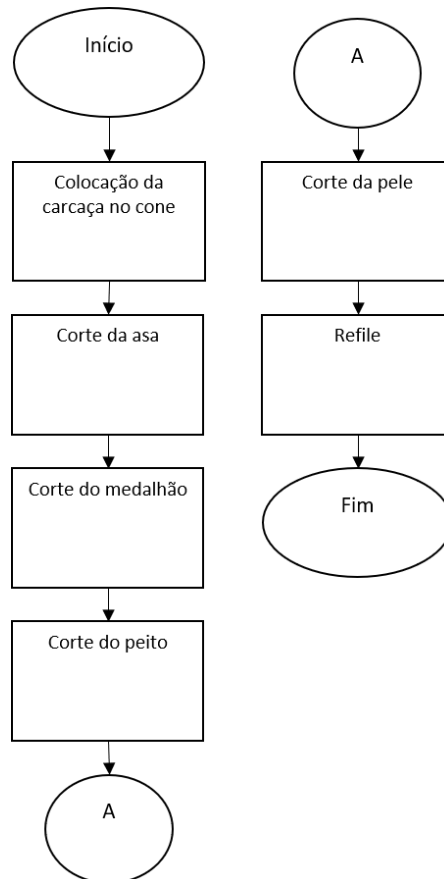 Início
Colocação da
carcaça no cone
Corte da asa
Corte do medalhão
Corte do peito
A
A
Corte da pele
Refile
Fim